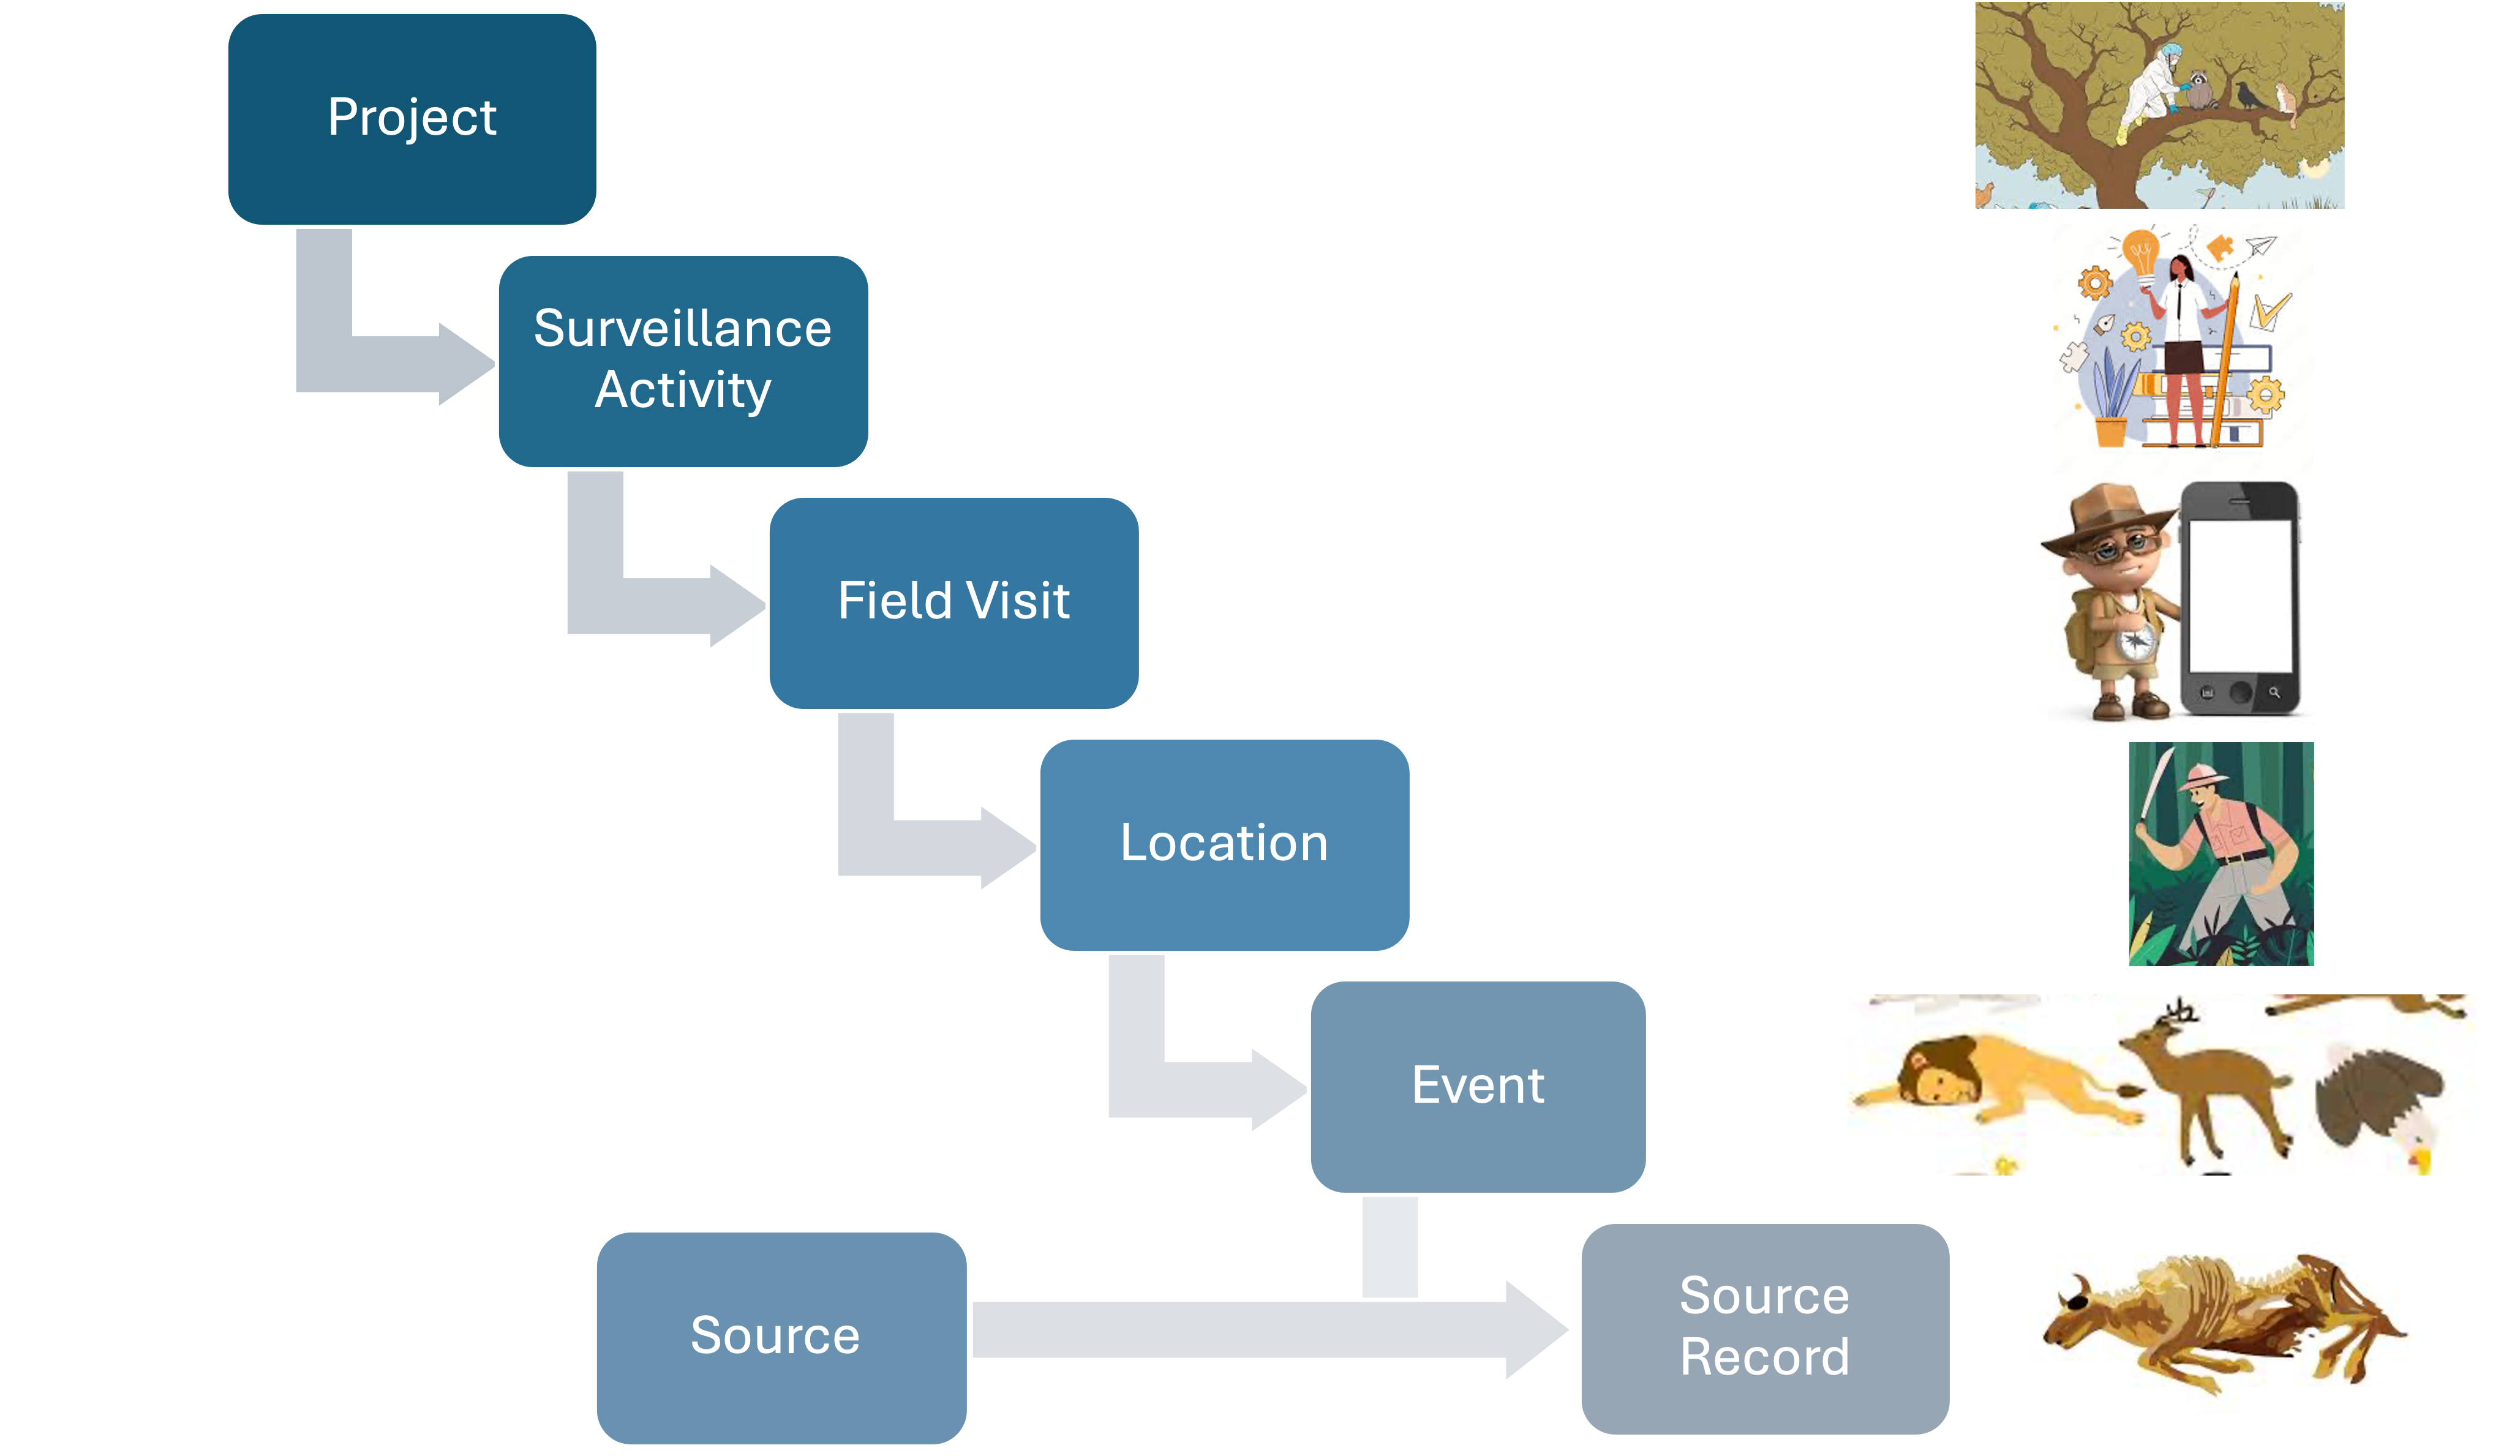 Project
Surveillance
Activity
Field Visit
Location
Event
Source
Source
Record